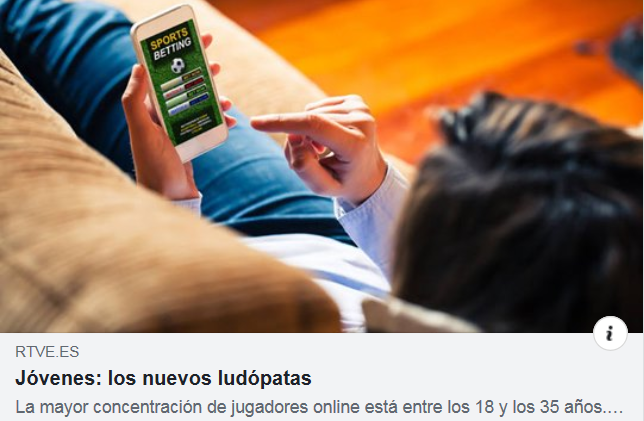 SPORTS
BETTING
i
RTVE.ES
Jóvenes: los nuevos ludópatas
La mayor concentración de jugadores online está entre los 18 y los 35 años....